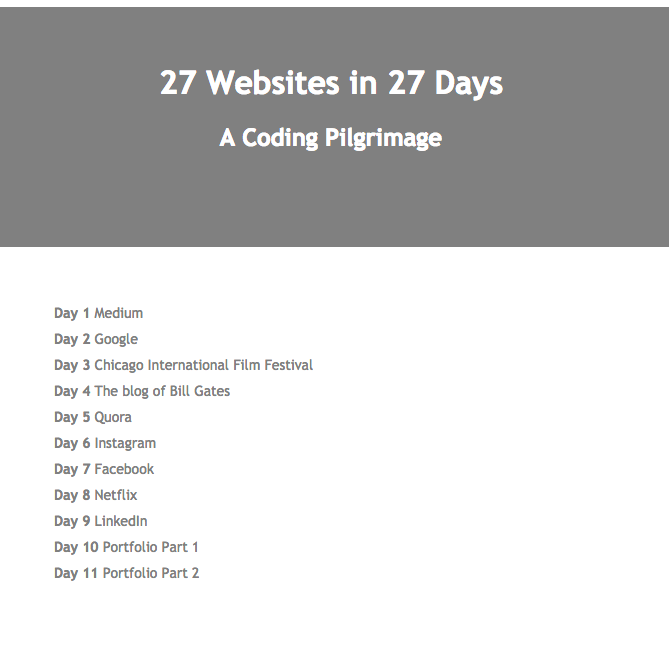 27 Websites in 27 Days
A Coding Pilgrimage
Day 1 Medium
Day 2 Google
Day 3 Chicago International Film Festival
Day 4 The blog of Bill Gates
Day 5 Quora
Day 6 Instagram
Day 7 Facebook
Day 8 Netflix
Day 9 LinkedIn
Day 10 Portfolio Part 1
Day 11 Portfolio Part 2